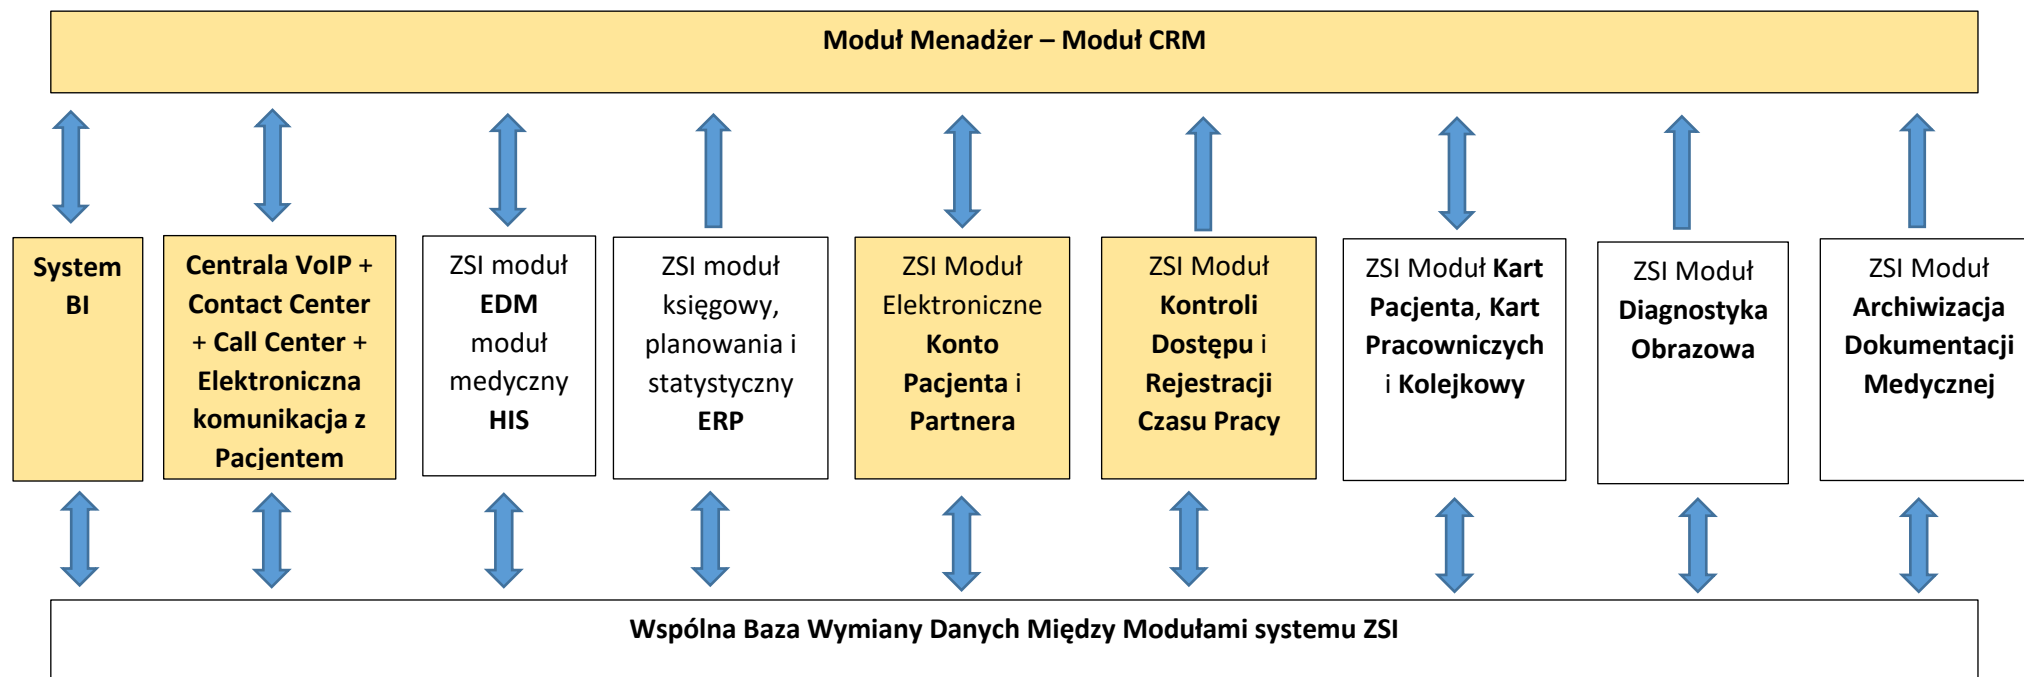 Moduł Menadżer – Moduł CRM
System
BI
Centrala VoIP +
Contact Center
+ Call Center +
Elektroniczna
komunikacja z
Pacjentem
ZSI moduł
EDM
moduł
medyczny
HIS
ZSI moduł
księgowy,
planowania i
statystyczny
ERP
ZSI Moduł
Elektroniczne
Konto
Pacjenta i
Partnera
ZSI Moduł
Kontroli
Dostępu i
Rejestracji
Czasu Pracy
ZSI Moduł Kart
Pacjenta, Kart
Pracowniczych
i Kolejkowy
ZSI Moduł
Diagnostyka
Obrazowa
ZSI Moduł
Archiwizacja
Dokumentacji
Medycznej
Wspólna Baza Wymiany Danych Między Modułami systemu ZSI